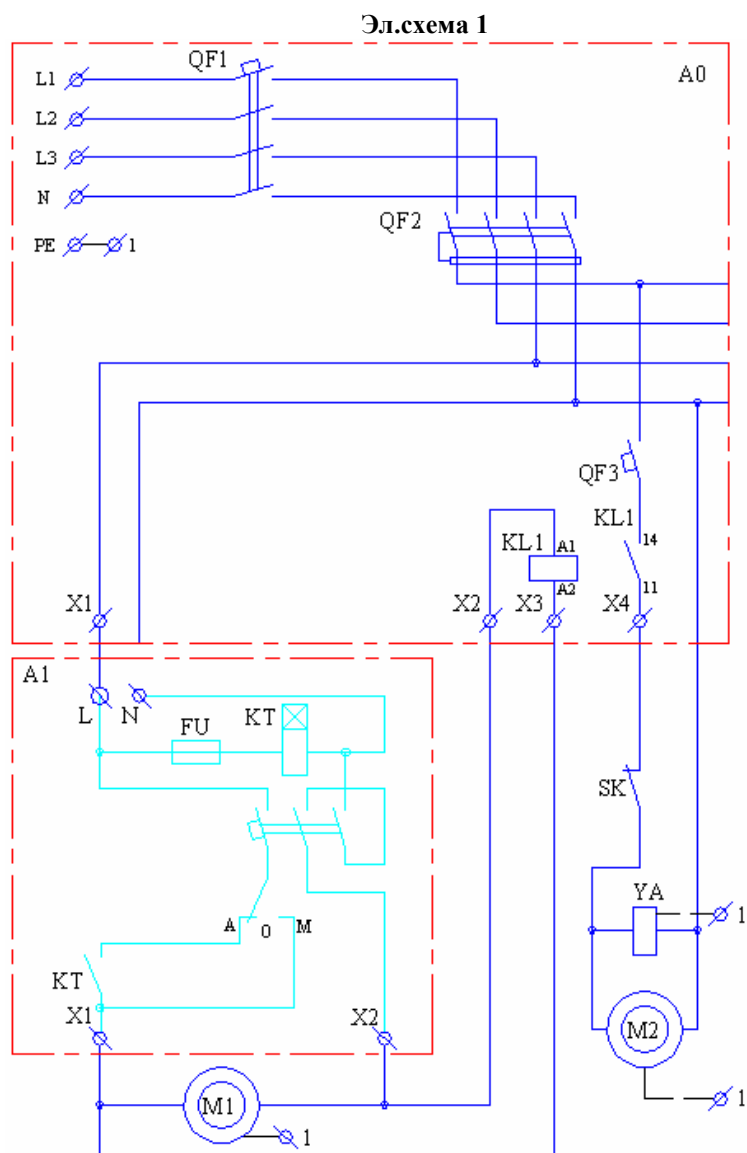 Эл.схема 1
QF1
A0
L1
L2
L3
N
QF2
PE 1
QF3
KL1
14
KL1 A1
A2
11
X1 X2 X3 X4
A1
L N
FU KT
SK
YA
1
A 0 M
KT
X1 X2
M2
M1
1
1